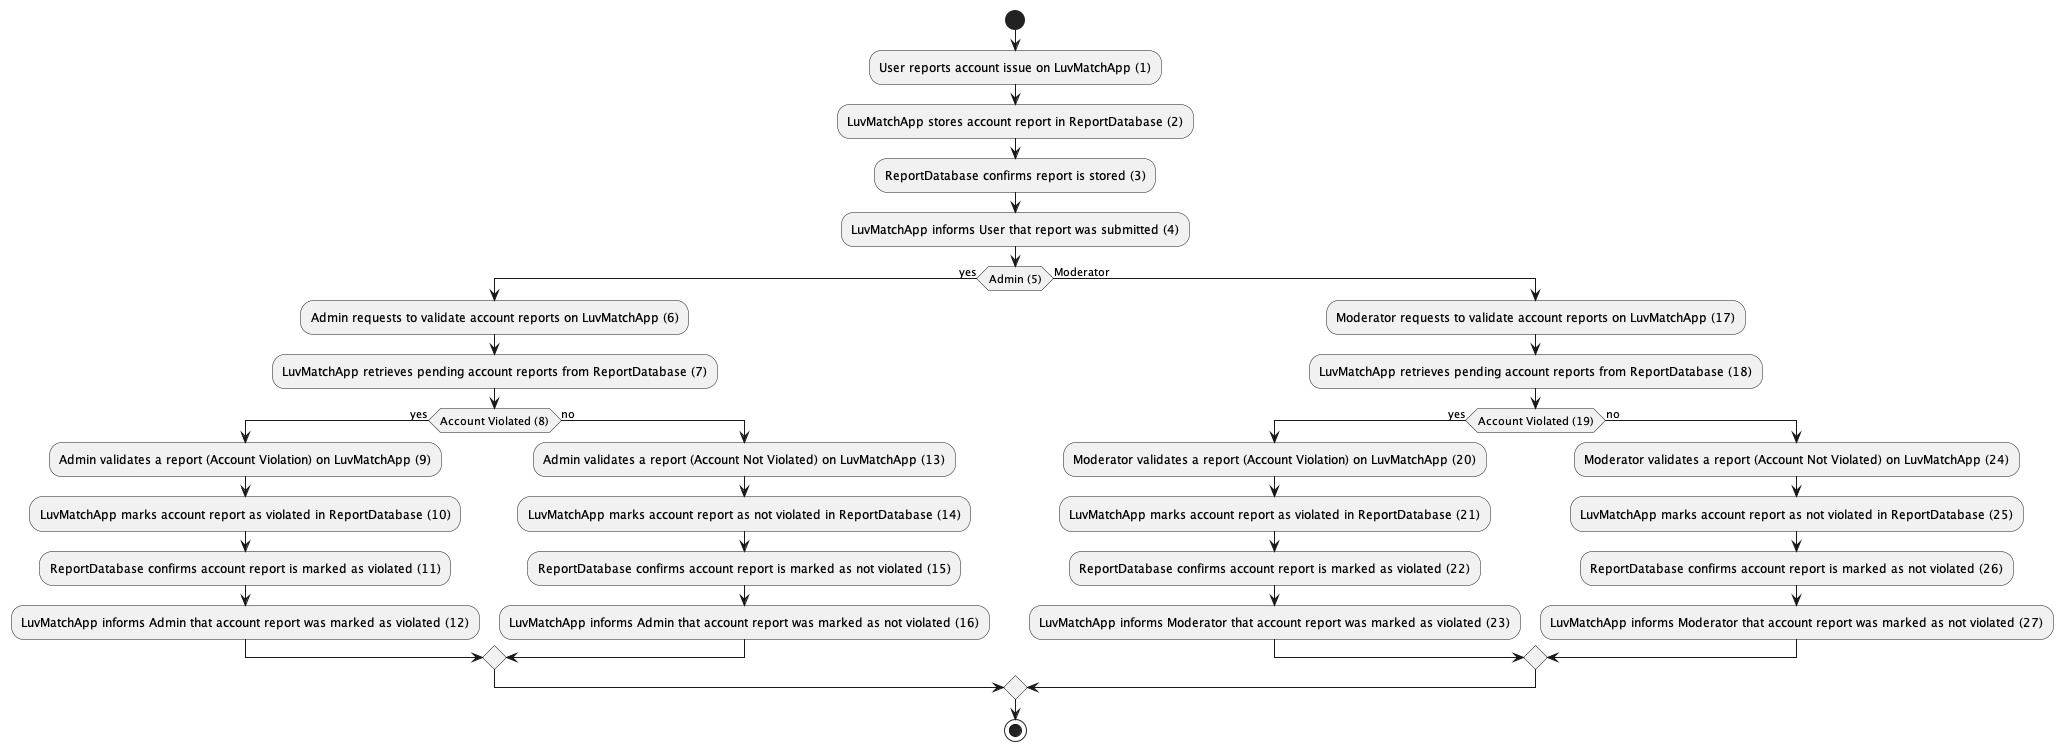 User reports account issue on LuvMatchApp (1)
LuvMatchApp stores account report in ReportDatabase (2)
ReportDatabase confirms report is stored (3)
LuvMatchApp informs User that report was submitted (4)
yes
Admin (5)
Moderator
Admin requests to validate account reports on LuvMatchApp (6)
LuvMatchApp retrieves pending account reports from ReportDatabase (7)
yes
Account Violated (8)
no
Admin validates a report (Account Violation) on LuvMatchApp (9)
LuvMatchApp marks account report as violated in ReportDatabase (10)
ReportDatabase confirms account report is marked as violated (11)
LuvMatchApp informs Admin that account report was marked as violated (12)
Admin validates a report (Account Not Violated) on LuvMatchApp (13)
LuvMatchApp marks account report as not violated in ReportDatabase (14)
ReportDatabase confirms account report is marked as not violated (15)
LuvMatchApp informs Admin that account report was marked as not violated (16)
Moderator requests to validate account reports on LuvMatchApp (17)
LuvMatchApp retrieves pending account reports from ReportDatabase (18)
yes
Account Violated (19)
no
Moderator validates a report (Account Violation) on LuvMatchApp (20)
LuvMatchApp marks account report as violated in ReportDatabase (21)
ReportDatabase confirms account report is marked as violated (22)
LuvMatchApp informs Moderator that account report was marked as violated (23)
Moderator validates a report (Account Not Violated) on LuvMatchApp (24)
LuvMatchApp marks account report as not violated in ReportDatabase (25)
ReportDatabase confirms account report is marked as not violated (26)
LuvMatchApp informs Moderator that account report was marked as not violated (27)